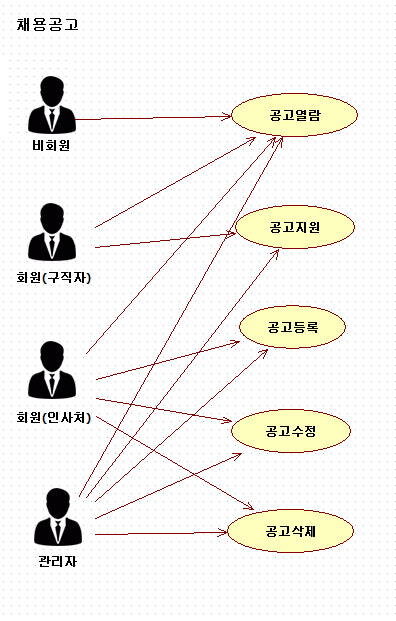 채용공고
비회원
공고열람
회원(구직자)
공고지원
공고등록
회원(인사처)
공고수정
관리자
공고삭제